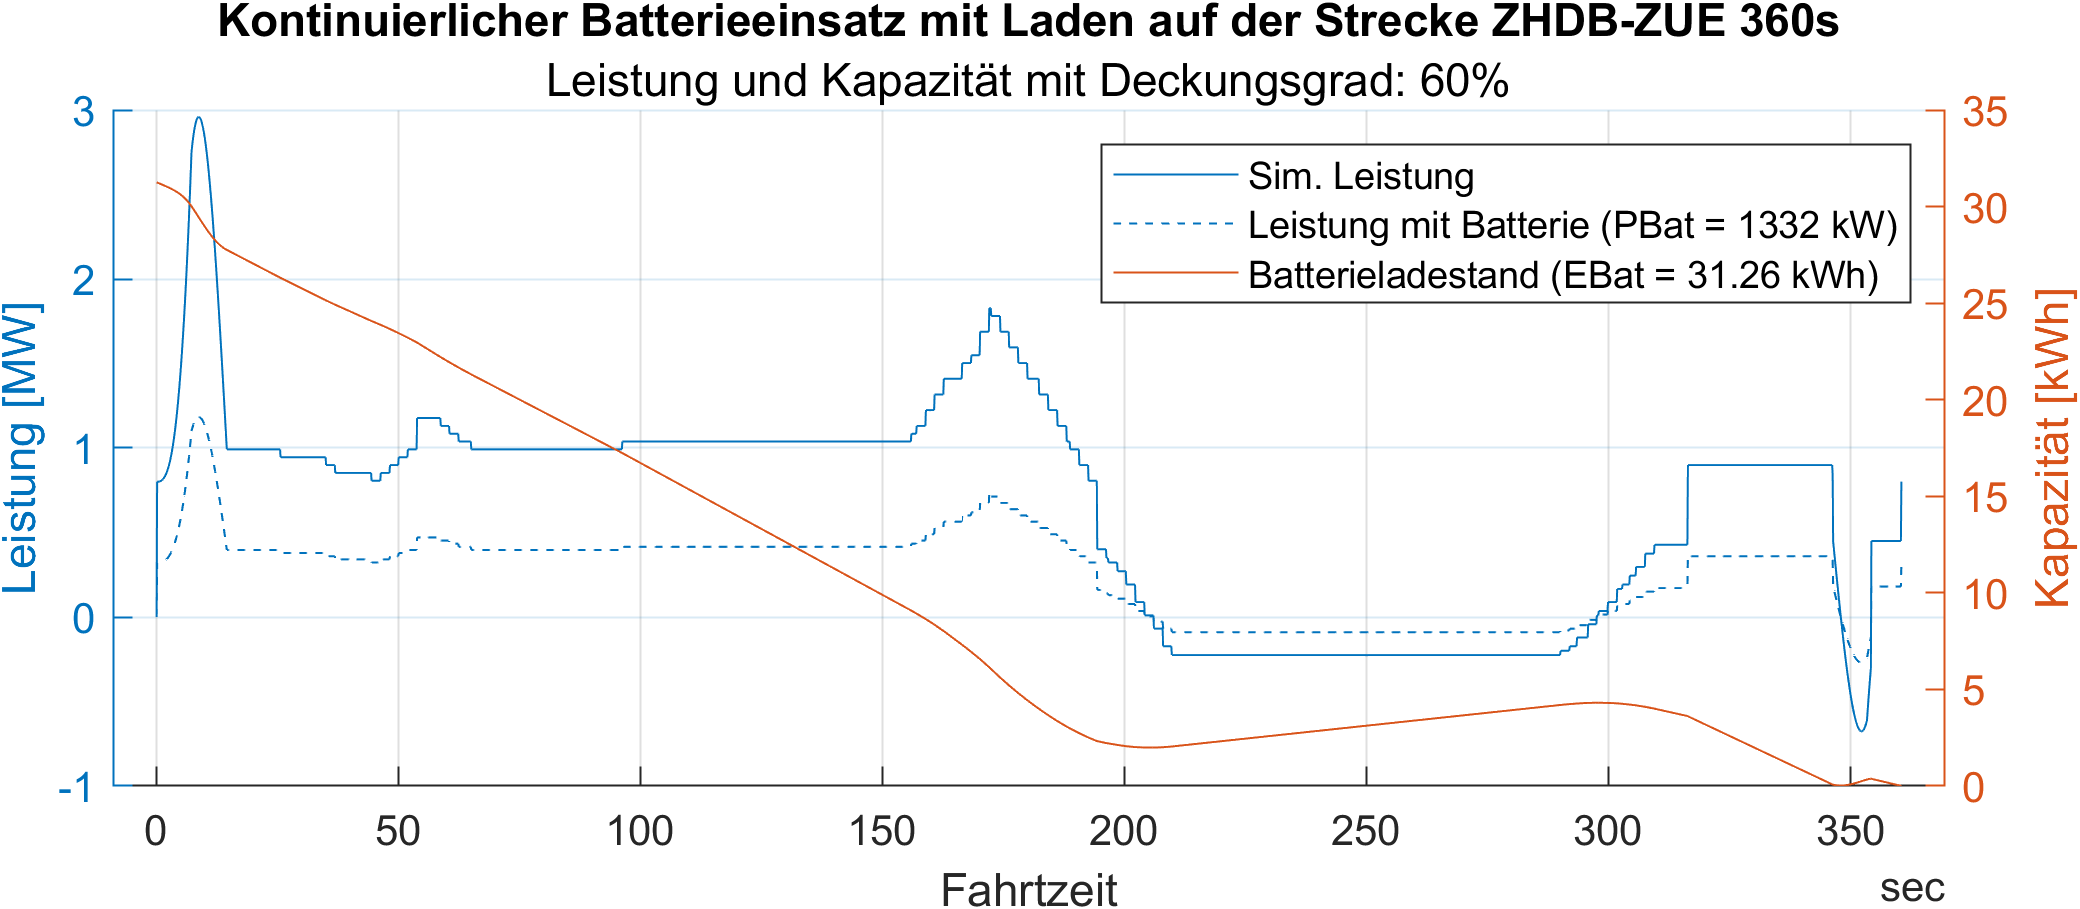 Kontinuierlicher Batterieeinsatz mit Laden auf der Strecke ZHDB-ZUE 360s
Leistung und Kapazität mit Deckungsgrad: 60%
Leistung [MW]
3
2
1
0
-1
Sim. Leistung
Leistung mit Batterie (PBat = 1332 kW)
Batterieladestand (EBat = 31.26 kWh)
35
30
25
20
15
10
5
0
Kapazität [kWh]
0 50 100 150 200 250 300 350
Fahrtzeit
sec